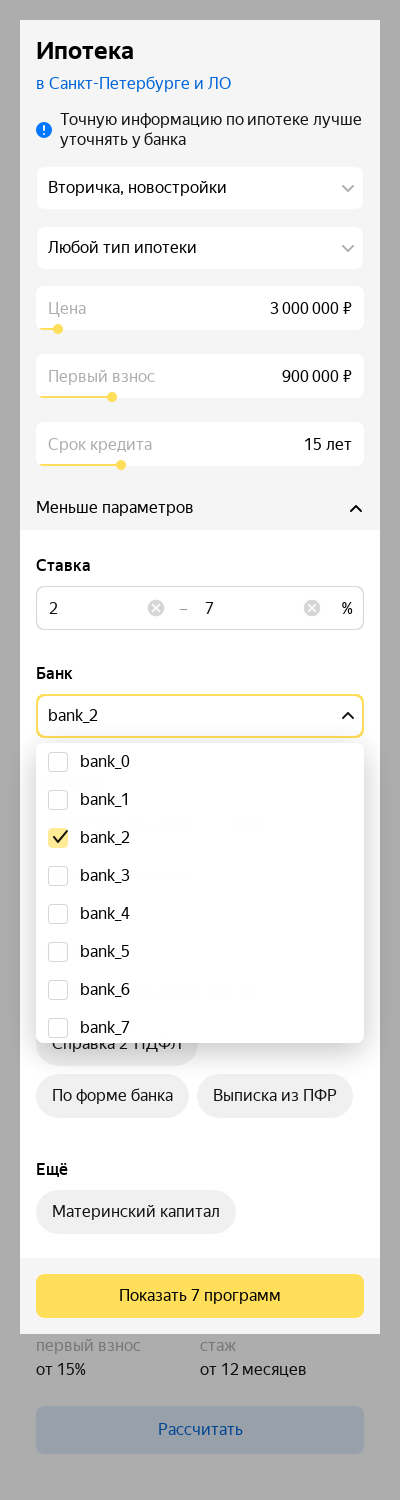 Ипотека
в Санкт-Петербурге и ЛО
Точную информацию по ипотеке лучше
уточнять у банка
Вторичка, новостройки
Любой тип ипотеки
Цена 3 000 000 ₽
Первый взнос 900 000 ₽
Срок кредита 15 лет
Меньше параметров
Ставка
2 – 7 %
Банк
bank_2
bank_0
bank_1
bank_2
bank_3
bank_4
bank_5
bank_6
bank_7
Справка 2 НДФЛ
По форме банка Выписка из ПФР
Ещё
Материнский капитал
Показать 7 программ
первый взнос стаж
от 15% от 12 месяцев
Рассчитать